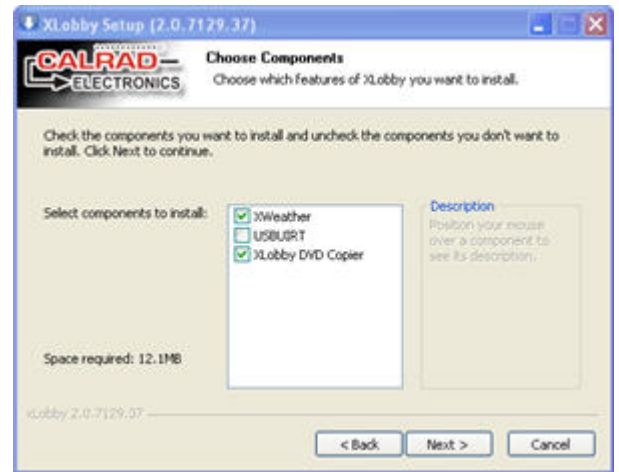 XLobby Setup (2.0.7129.37)
CALRAD
ELECTRONICS
Choose Components
Choose which features of XLobby you want to install.
Check the components you want to install and uncheck the components you don't want to
install. Click Next to continue.
Select components to install:
XWeather
USBUIRT
XLobby DVD Copier
Description
Position your mouse
over a component to
see its description.
Space required: 12.1MB
xLobby 2.0.7129.37
< Back
Next >
Cancel